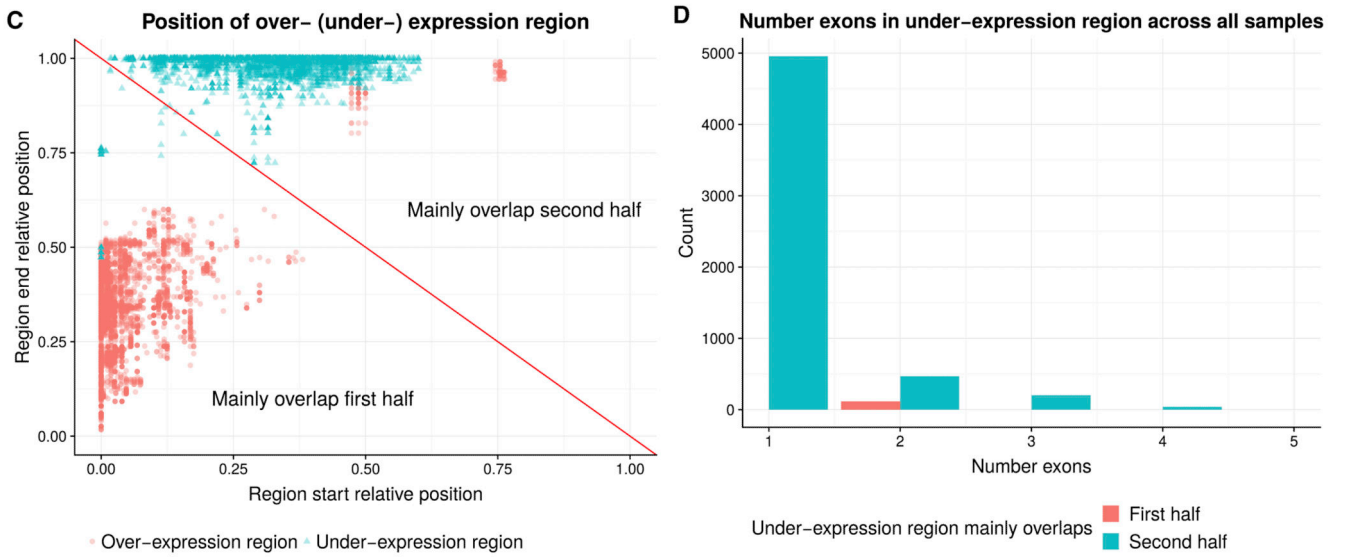 C
Position of over− (under−) expression region
Region end relative position
1.00
0.75
0.50
0.25
0.00
Mainly overlap second half
Mainly overlap first half
0.00 0.25 0.50 0.75 1.00
Region start relative position
Over−expression region Under−expression region
D
Number exons in under−expression region across all samples
Count
5000
4000
3000
2000
1000
0
1 2 3 4 5
Number exons
Under−expression region mainly overlaps
First half
Second half